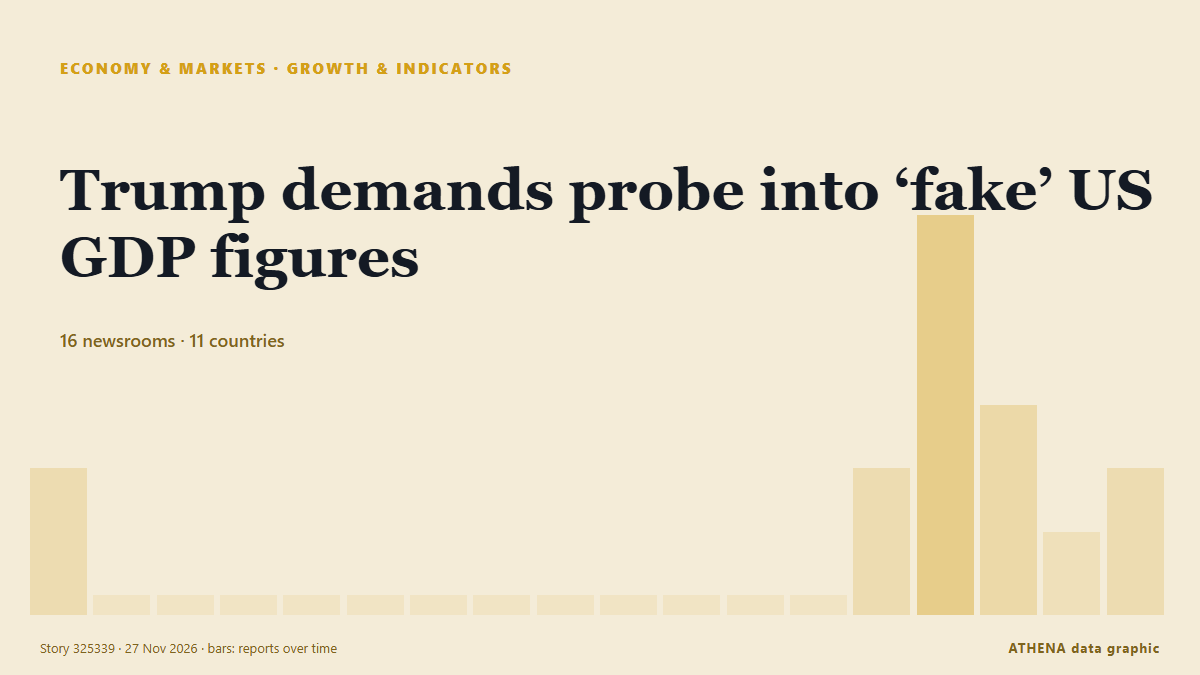 ECONOMY & MARKETS · GROWTH & INDICATORS
Trump demands probe into ‘fake’ US
GDP figures
16 newsrooms · 11 countries
Story 325339 · 27 Nov 2026 · bars: reports over time
ATHENA data graphic